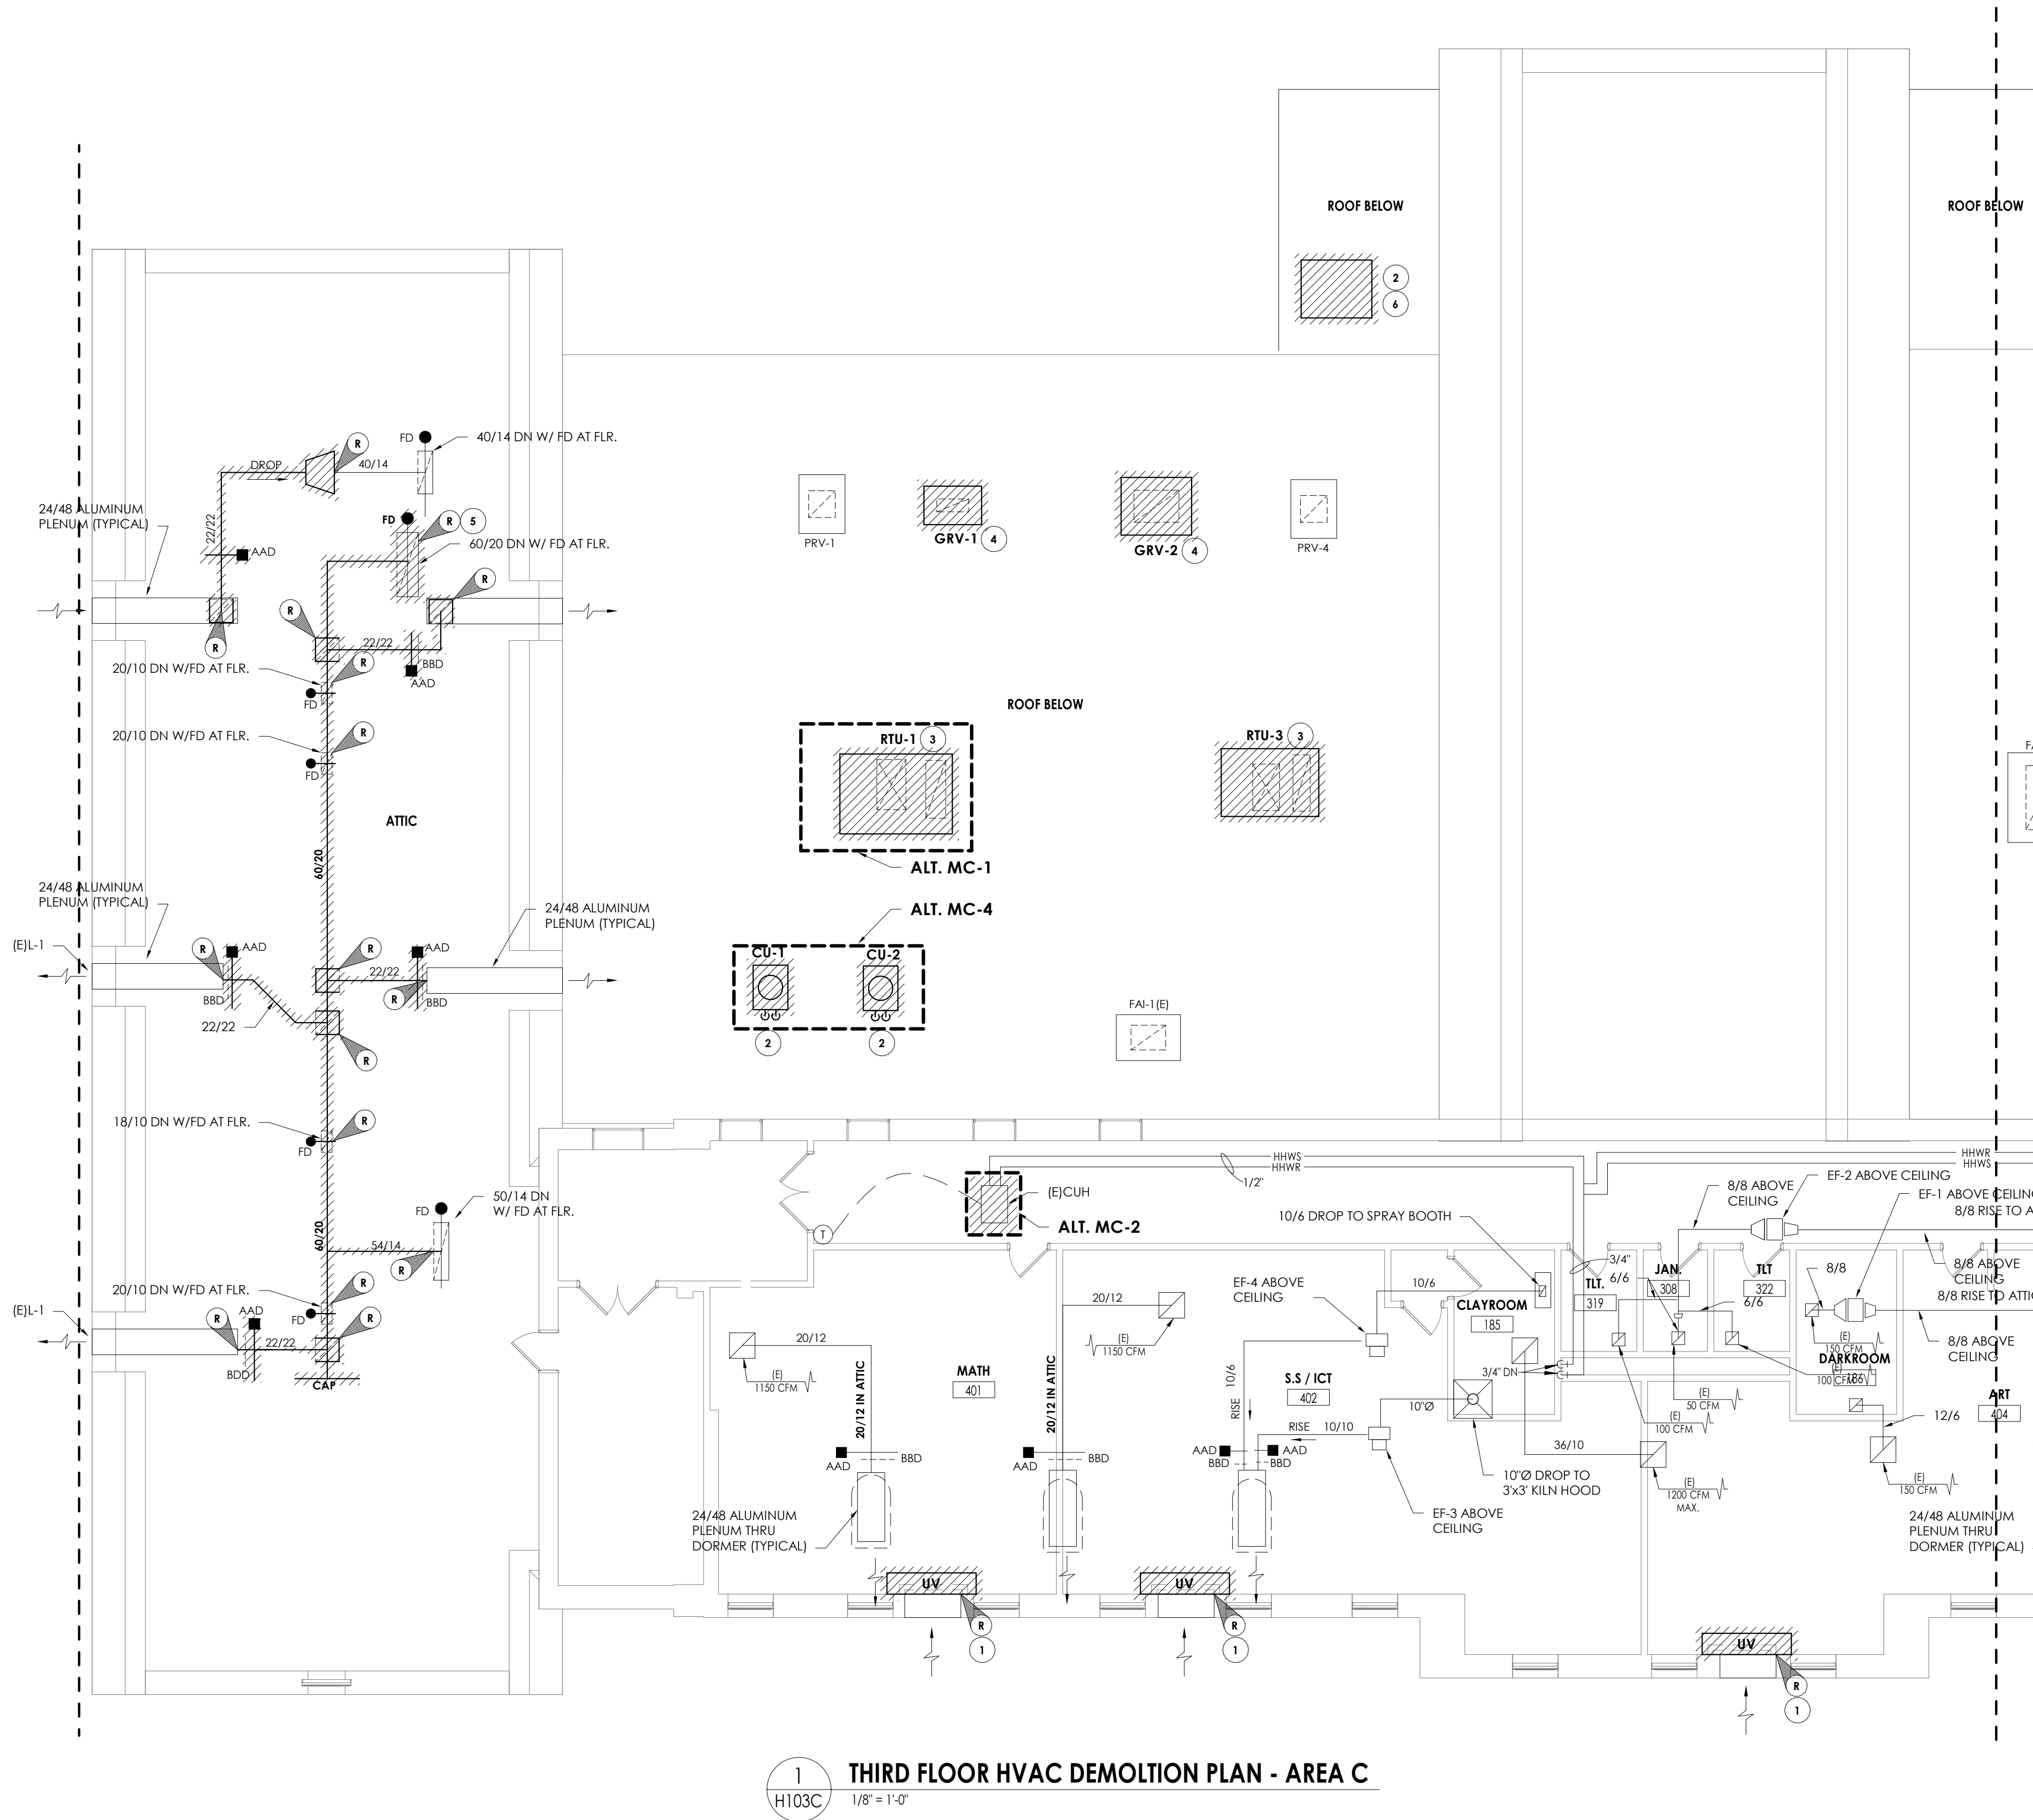 ROOF BELOW
ROOF BELOW
2
6
FD
40/14 DN W/ FD AT FLR.
R
DROP
40/14
24/48 ALUMINUM
PLENUM (TYPICAL)
22/22
AAD
FD
R
5
60/20 DN W/ FD AT FLR.
PRV-1
GRV-1
4
GRV-2
4
PRV-4
R
R
R
22/22
R
BBD
AAD
20/10 DN W/FD AT FLR.
FD
ROOF BELOW
20/10 DN W/FD AT FLR.
R
FD
RTU-1
3
RTU-3
3
ATTIC
60/20
ALT. MC-1
ALT. MC-4
24/48 ALUMINUM
PLENUM (TYPICAL)
24/48 ALUMINUM
PLENUM (TYPICAL)
(E)L-1
R
AAD
R
AAD
22/22
R
BBD
BBD
22/22
R
CU-1
CU-2
2
2
FAI-1(E)
18/10 DN W/FD AT FLR.
R
FD
50/14 DN
W/ FD AT FLR.
FD
60/20
54/14
R
20/10 DN W/FD AT FLR.
R
FD
(E)L-1
R
AAD
R
22/22
BDD
CAP
HHWS
HHWR
1/2"
(E)CUH
ALT. MC-2
T
HHWR
HHWS
EF-2 ABOVE CEILING
8/8 ABOVE
CEILING
EF-1 ABOVE CEILING
8/8 RISE TO A
10/6 DROP TO SPRAY BOOTH
3/4"
6/6
JAN.
308
TLT
322
TLT.
319
6/6
8/8
8/8 ABOVE
CEILING
8/8 RISE TO ATTIC
8/8 ABOVE
CEILING
EF-4 ABOVE
CEILING
10/6
CLAYROOM
185
20/12
(E)
1150 CFM
20/12
(E)
1150 CFM
20/12 IN ATTIC
20/12 IN ATTIC
MATH
401
S.S / ICT
402
10/6
RISE
RISE
10/10
10"Ø
3/4" DN
(E)
150 CFM
DARKROOM
186
(E)
100 CFM
(E)
50 CFM
(E)
100 CFM
ART
404
12/6
36/10
(E)
1200 CFM
MAX.
(E)
150 CFM
AAD
BBD
AAD
BBD
AAD
BBD
AAD
BBD
10"Ø DROP TO
3'x3' KILN HOOD
EF-3 ABOVE
CEILING
24/48 ALUMINUM
PLENUM THRU
DORMER (TYPICAL)
24/48 ALUMINUM
PLENUM THRU
DORMER (TYPICAL)
UV
R
1
UV
R
1
UV
R
1
1
H103C
THIRD FLOOR HVAC DEMOLTION PLAN - AREA C
1/8" = 1'-0"